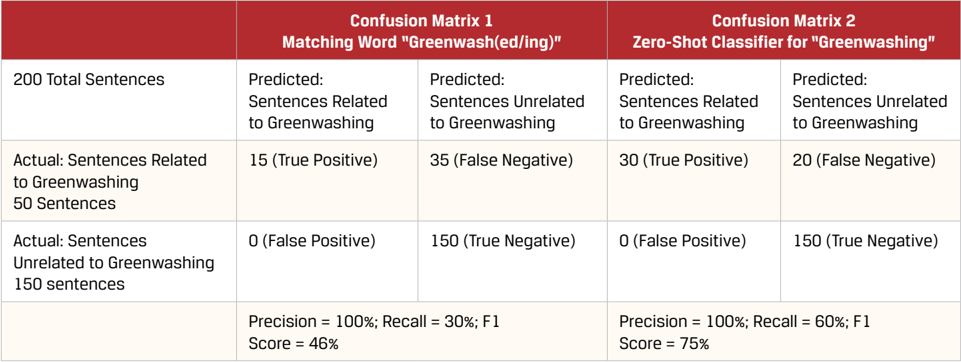 Confusion Matrix 1
Matching Word "Greenwash(ed/ing)"
Confusion Matrix 2
Zero-Shot Classifier for "Greenwashing"
200 Total Sentences
Predicted:
Sentences Related
to Greenwashing
Predicted:
Sentences Unrelated
to Greenwashing
Predicted:
Sentences Related
to Greenwashing
Predicted:
Sentences Unrelated
to Greenwashing
Actual: Sentences Related
to Greenwashing
50 Sentences
15 (True Positive)
35 (False Negative)
30 (True Positive)
20 (False Negative)
Actual: Sentences
Unrelated to Greenwashing
150 sentences
0 (False Positive)
150 (True Negative)
0 (False Positive)
150 (True Negative)
Precision = 100%; Recall = 30%; F1
Score = 46%
Precision = 100%; Recall = 60%; F1
Score = 75%